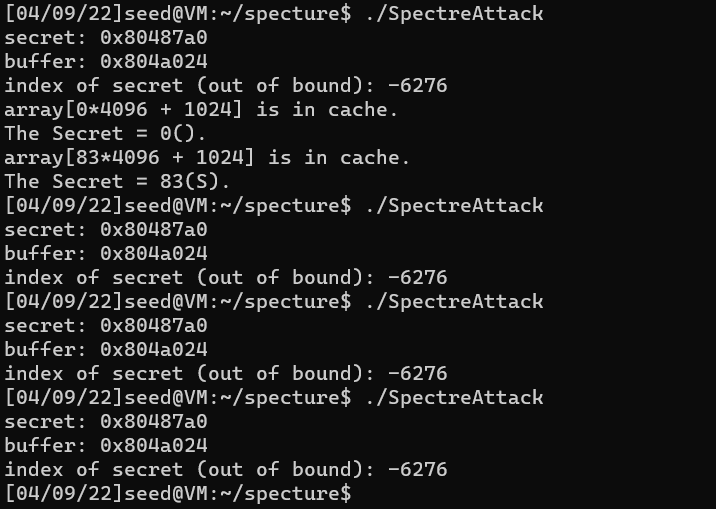 [04/09/22]seed@VM:~/specture$ ./SpectreAttack
secret: 0x80487a0
buffer: 0x804a024
index of secret (out of bound): -6276
array[0*4096 + 1024] is in cache.
The Secret = 0().
array[83*4096 + 1024] is in cache.
The Secret = 83(S).
[04/09/22]seed@VM:~/specture$ ./SpectreAttack
secret: 0x80487a0
buffer: 0x804a024
index of secret (out of bound): -6276
[04/09/22]seed@VM:~/specture$ ./SpectreAttack
secret: 0x80487a0
buffer: 0x804a024
index of secret (out of bound): -6276
[04/09/22]seed@VM:~/specture$ ./SpectreAttack
secret: 0x80487a0
buffer: 0x804a024
index of secret (out of bound): -6276
[04/09/22]seed@VM:~/specture$